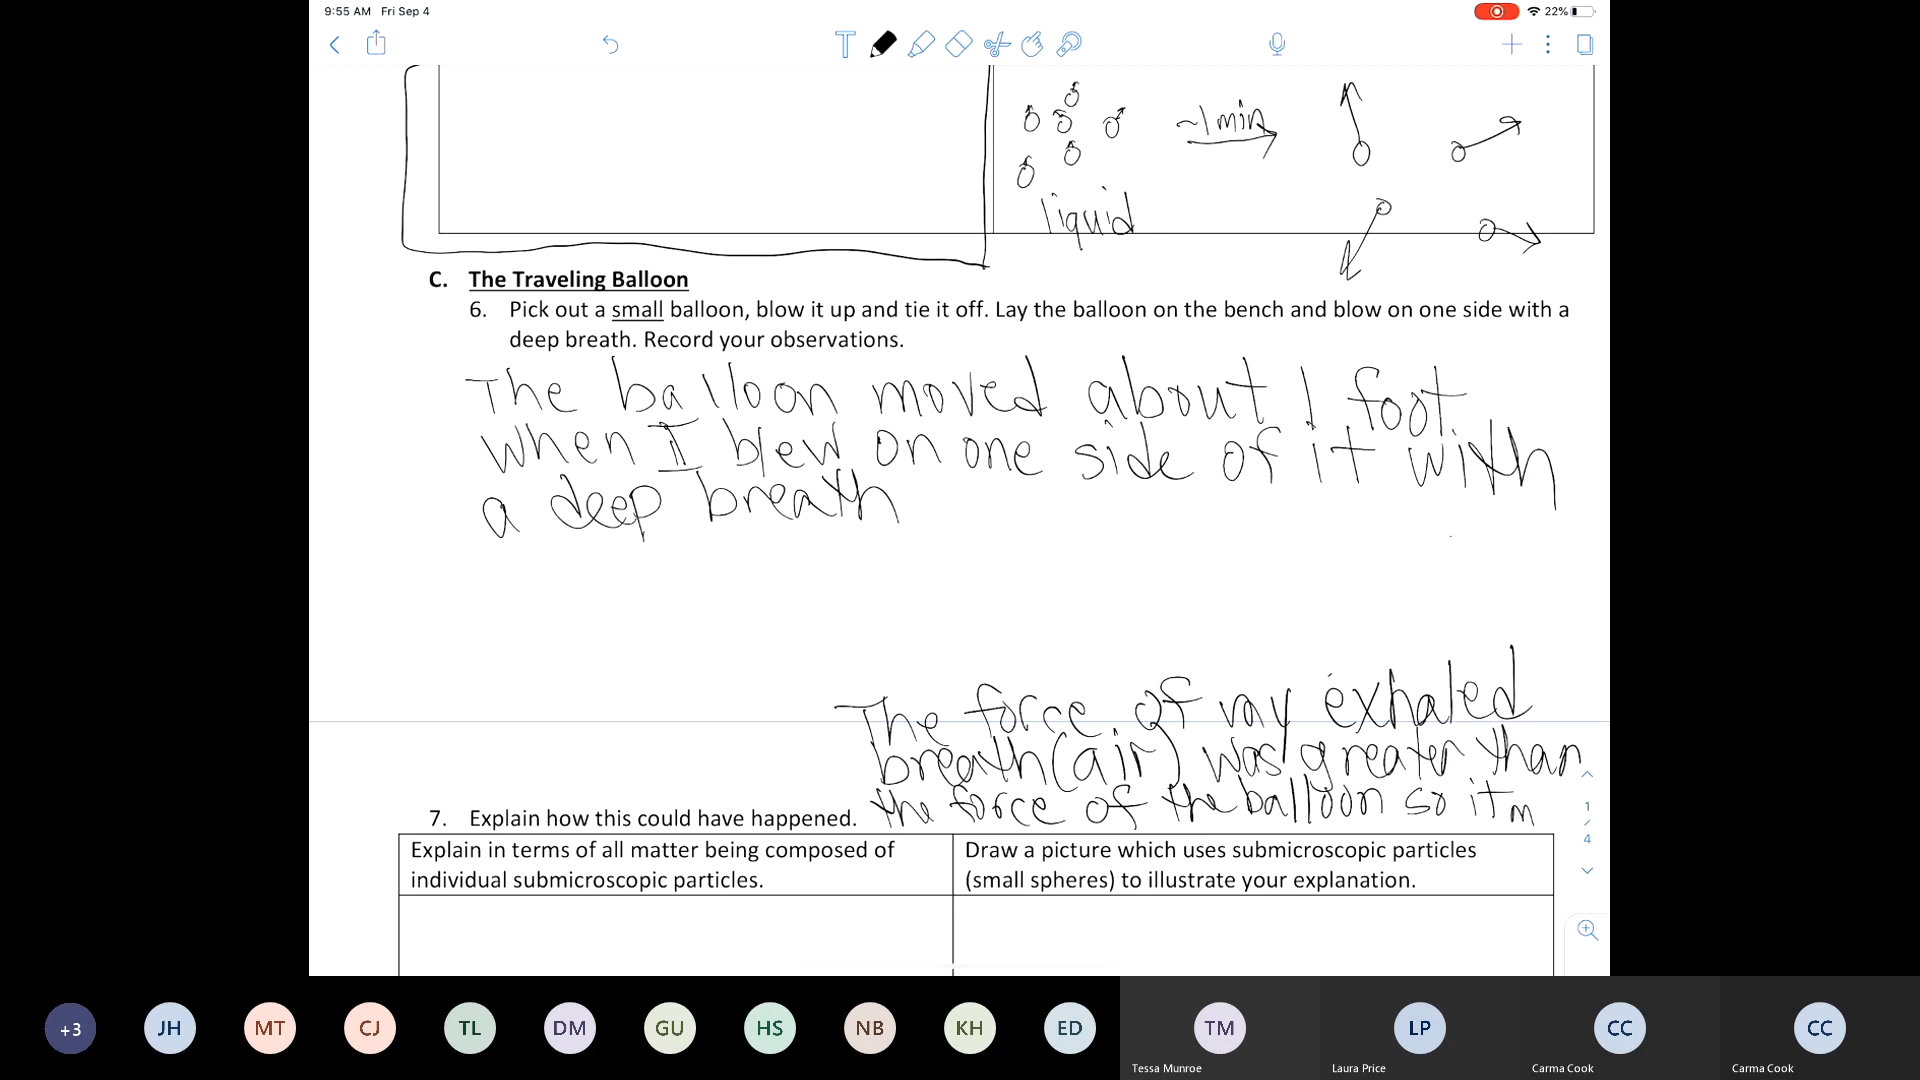 9:55 AM Fri Sep 4
22%
~1 min
liquid
C. The Traveling Balloon
6. Pick out a small balloon, blow it up and tie it off. Lay the balloon on the bench and blow on one side with a
deep breath. Record your observations.
The balloon moved about 1 foot
when I blew on one side of it with
a deep breath
The force of my exhaled
breath (air) was greater than
the force of the balloon so it m
1
/
4
7. Explain how this could have happened.
Explain in terms of all matter being composed of
individual submicroscopic particles.
Draw a picture which uses submicroscopic particles
(small spheres) to illustrate your explanation.
+3 JH MT CJ TL DM GU HS NB KH ED TM LP CC CC
Tessa Munroe Laura Price Carma Cook Carma Cook